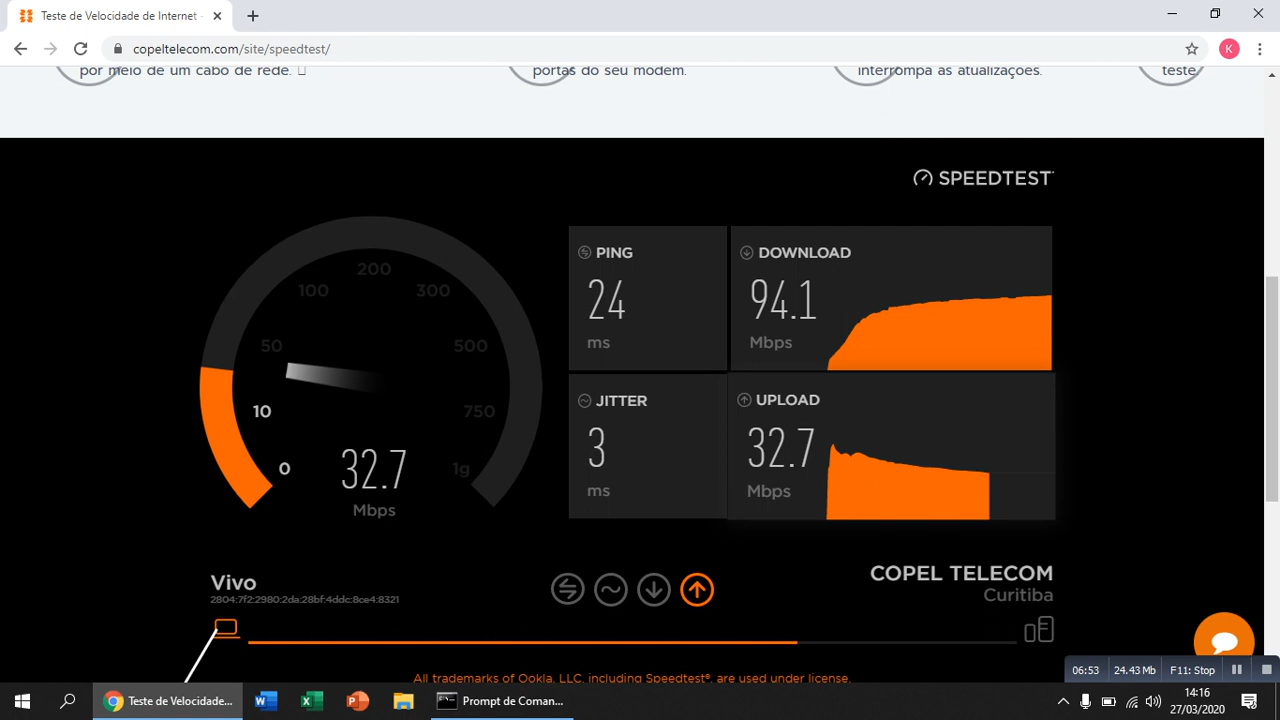 Teste de Velocidade de Internet -
copeltelecom.com/site/speedtest/
K
por meio de um cabo de rede.
portas do seu modem.
interrompa as atualizações.
teste
SPEEDTEST
PING
24
ms
DOWNLOAD
94.1
Mbps
JITTER
3
ms
UPLOAD
32.7
Mbps
0
10
50
100
200
300
500
750
1g
32.7
Mbps
Vivo
2804:7f2:2980:2da:28bf:4ddc:8ce4:8321
COPEL TELECOM
Curitiba
All trademarks of Ookla, LLC, including Speedtest®, are used under license.
06:53 24.43 Mb F11: Stop
Teste de Velocidade...
Prompt de Coman...
14:16
27/03/2020